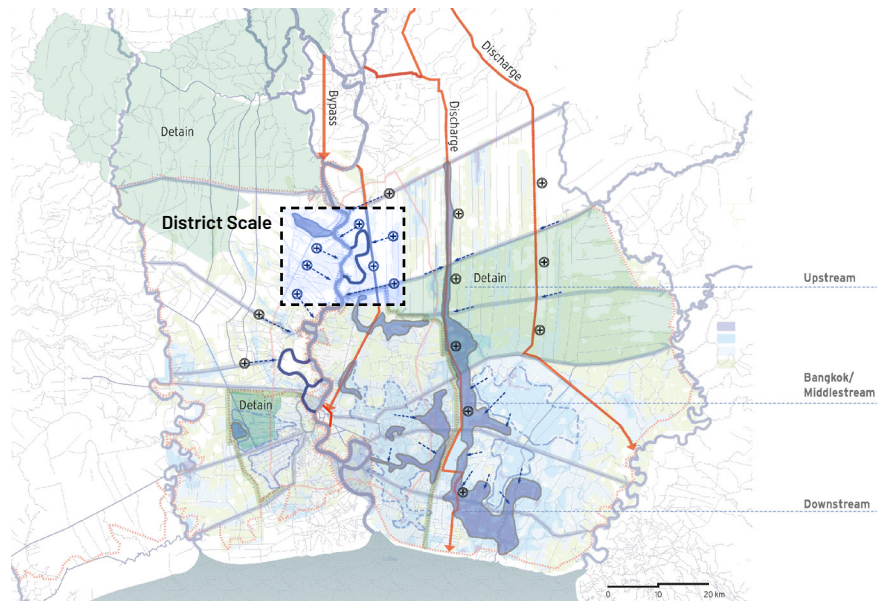 Discharge
Bypass
Discharge
Detain
District Scale
Detain
Upstream
Bangkok/
Middlestream
Detain
Downstream
0 10 20 km